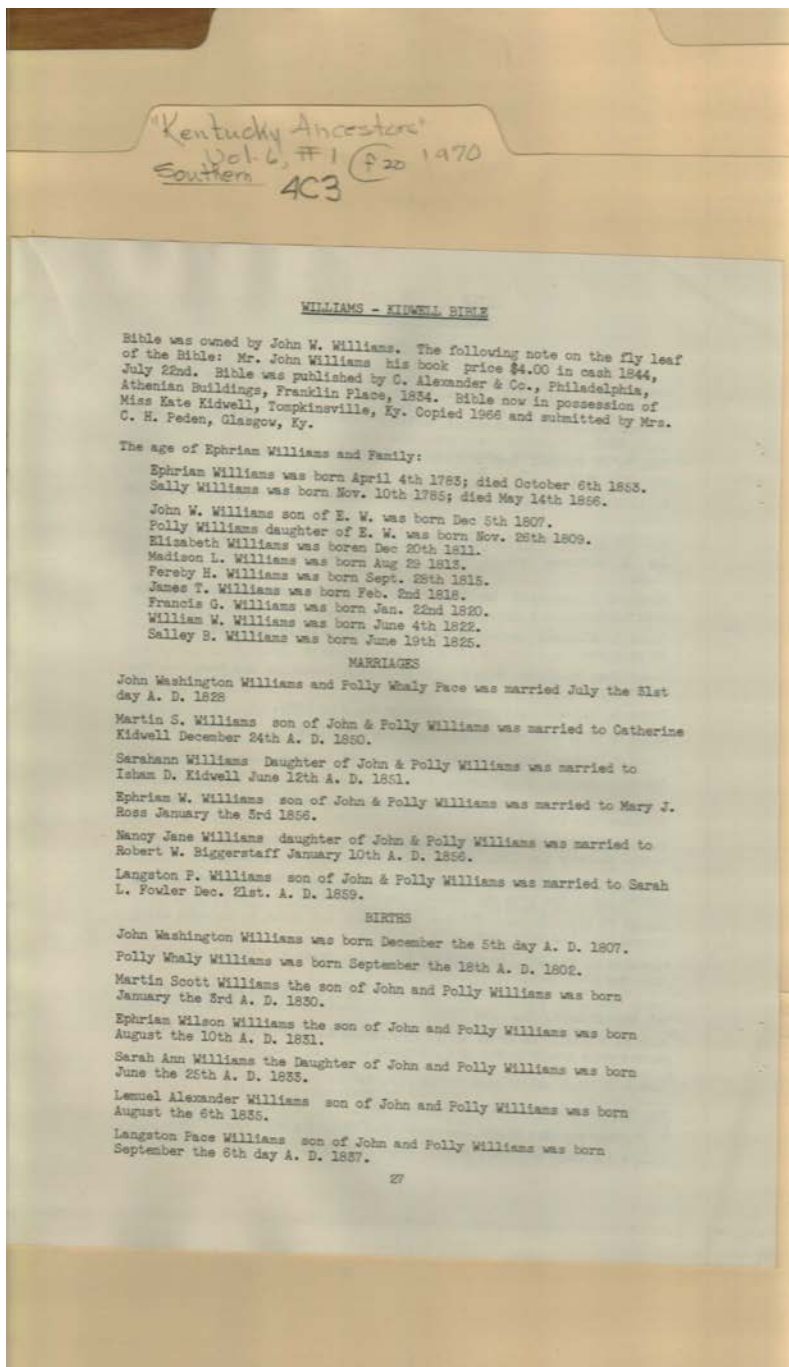 "Kentucky Ancestors"
Vol. 6, #1 p 20 1970
Southern
4C3
WILLIAMS - KIDWELL BIBLE
Bible was owned by John W. Williams. The following note on the fly leaf
of the Bible: Mr. John Williams his book price $4.00 in cash 1844,
July 22nd. Bible was published by C. Alexander & Co., Philadelphia,
Athenian Buildings, Franklin Place, 1834. Bible now in possession of
Miss Kate Kidwell, Tompkinsville, Ky. Copied 1966 and submitted by Mrs.
C. H. Peden, Glasgow, Ky.
The age of Ephriam Williams and Family:
Ephriam Williams was born April 4th 1783; died October 6th 1853.
Sally Williams was born Nov. 10th 1785; died May 14th 1856.
John W. Williams son of E. W. was born Dec 5th 1807.
Polly Williams daughter of E. W. was born Nov. 26th 1809.
Elizabeth Williams was boren Dec 20th 1811.
Madison L. Williams was born Aug 29 1813.
Fereby H. Williams was born Sept. 28th 1815.
James T. Williams was born Feb. 2nd 1818.
Francis G. Williams was born Jan. 22nd 1820.
William W. Williams was born June 4th 1822.
Salley B. Williams was born June 19th 1825.
MARRIAGES
John Washington Williams and Polly Whaly Pace was married July the 31st
day A. D. 1828
Martin S. Williams son of John & Polly Williams was married to Catherine
Kidwell December 24th A. D. 1850.
Sarahann Williams Daughter of John & Polly Williams was married to
Isham D. Kidwell June 12th A. D. 1851.
Ephriam W. Williams son of John & Polly Williams was married to Mary J.
Ross January the 3rd 1856.
Nancy Jane Williams daughter of John & Polly Williams was married to
Robert W. Biggerstaff January 10th A. D. 1856.
Langston P. Williams son of John & Polly Williams was married to Sarah
L. Fowler Dec. 21st. A. D. 1859.
BIRTHS
John Washington Williams was born December the 5th day A. D. 1807.
Polly Whaly Williams was born September the 18th A. D. 1802.
Martin Scott Williams the son of John and Polly Williams was born
January the 3rd A. D. 1830.
Ephriam Wilson Williams the son of John and Polly Williams was born
August the 10th A. D. 1831.
Sarah Ann Williams the Daughter of John and Polly Williams was born
June the 25th A. D. 1833.
Lemuel Alexander Williams son of John and Polly Williams was born
August the 6th 1835.
Langston Pace Williams son of John and Polly Williams was born
September the 6th day A. D. 1837.
27